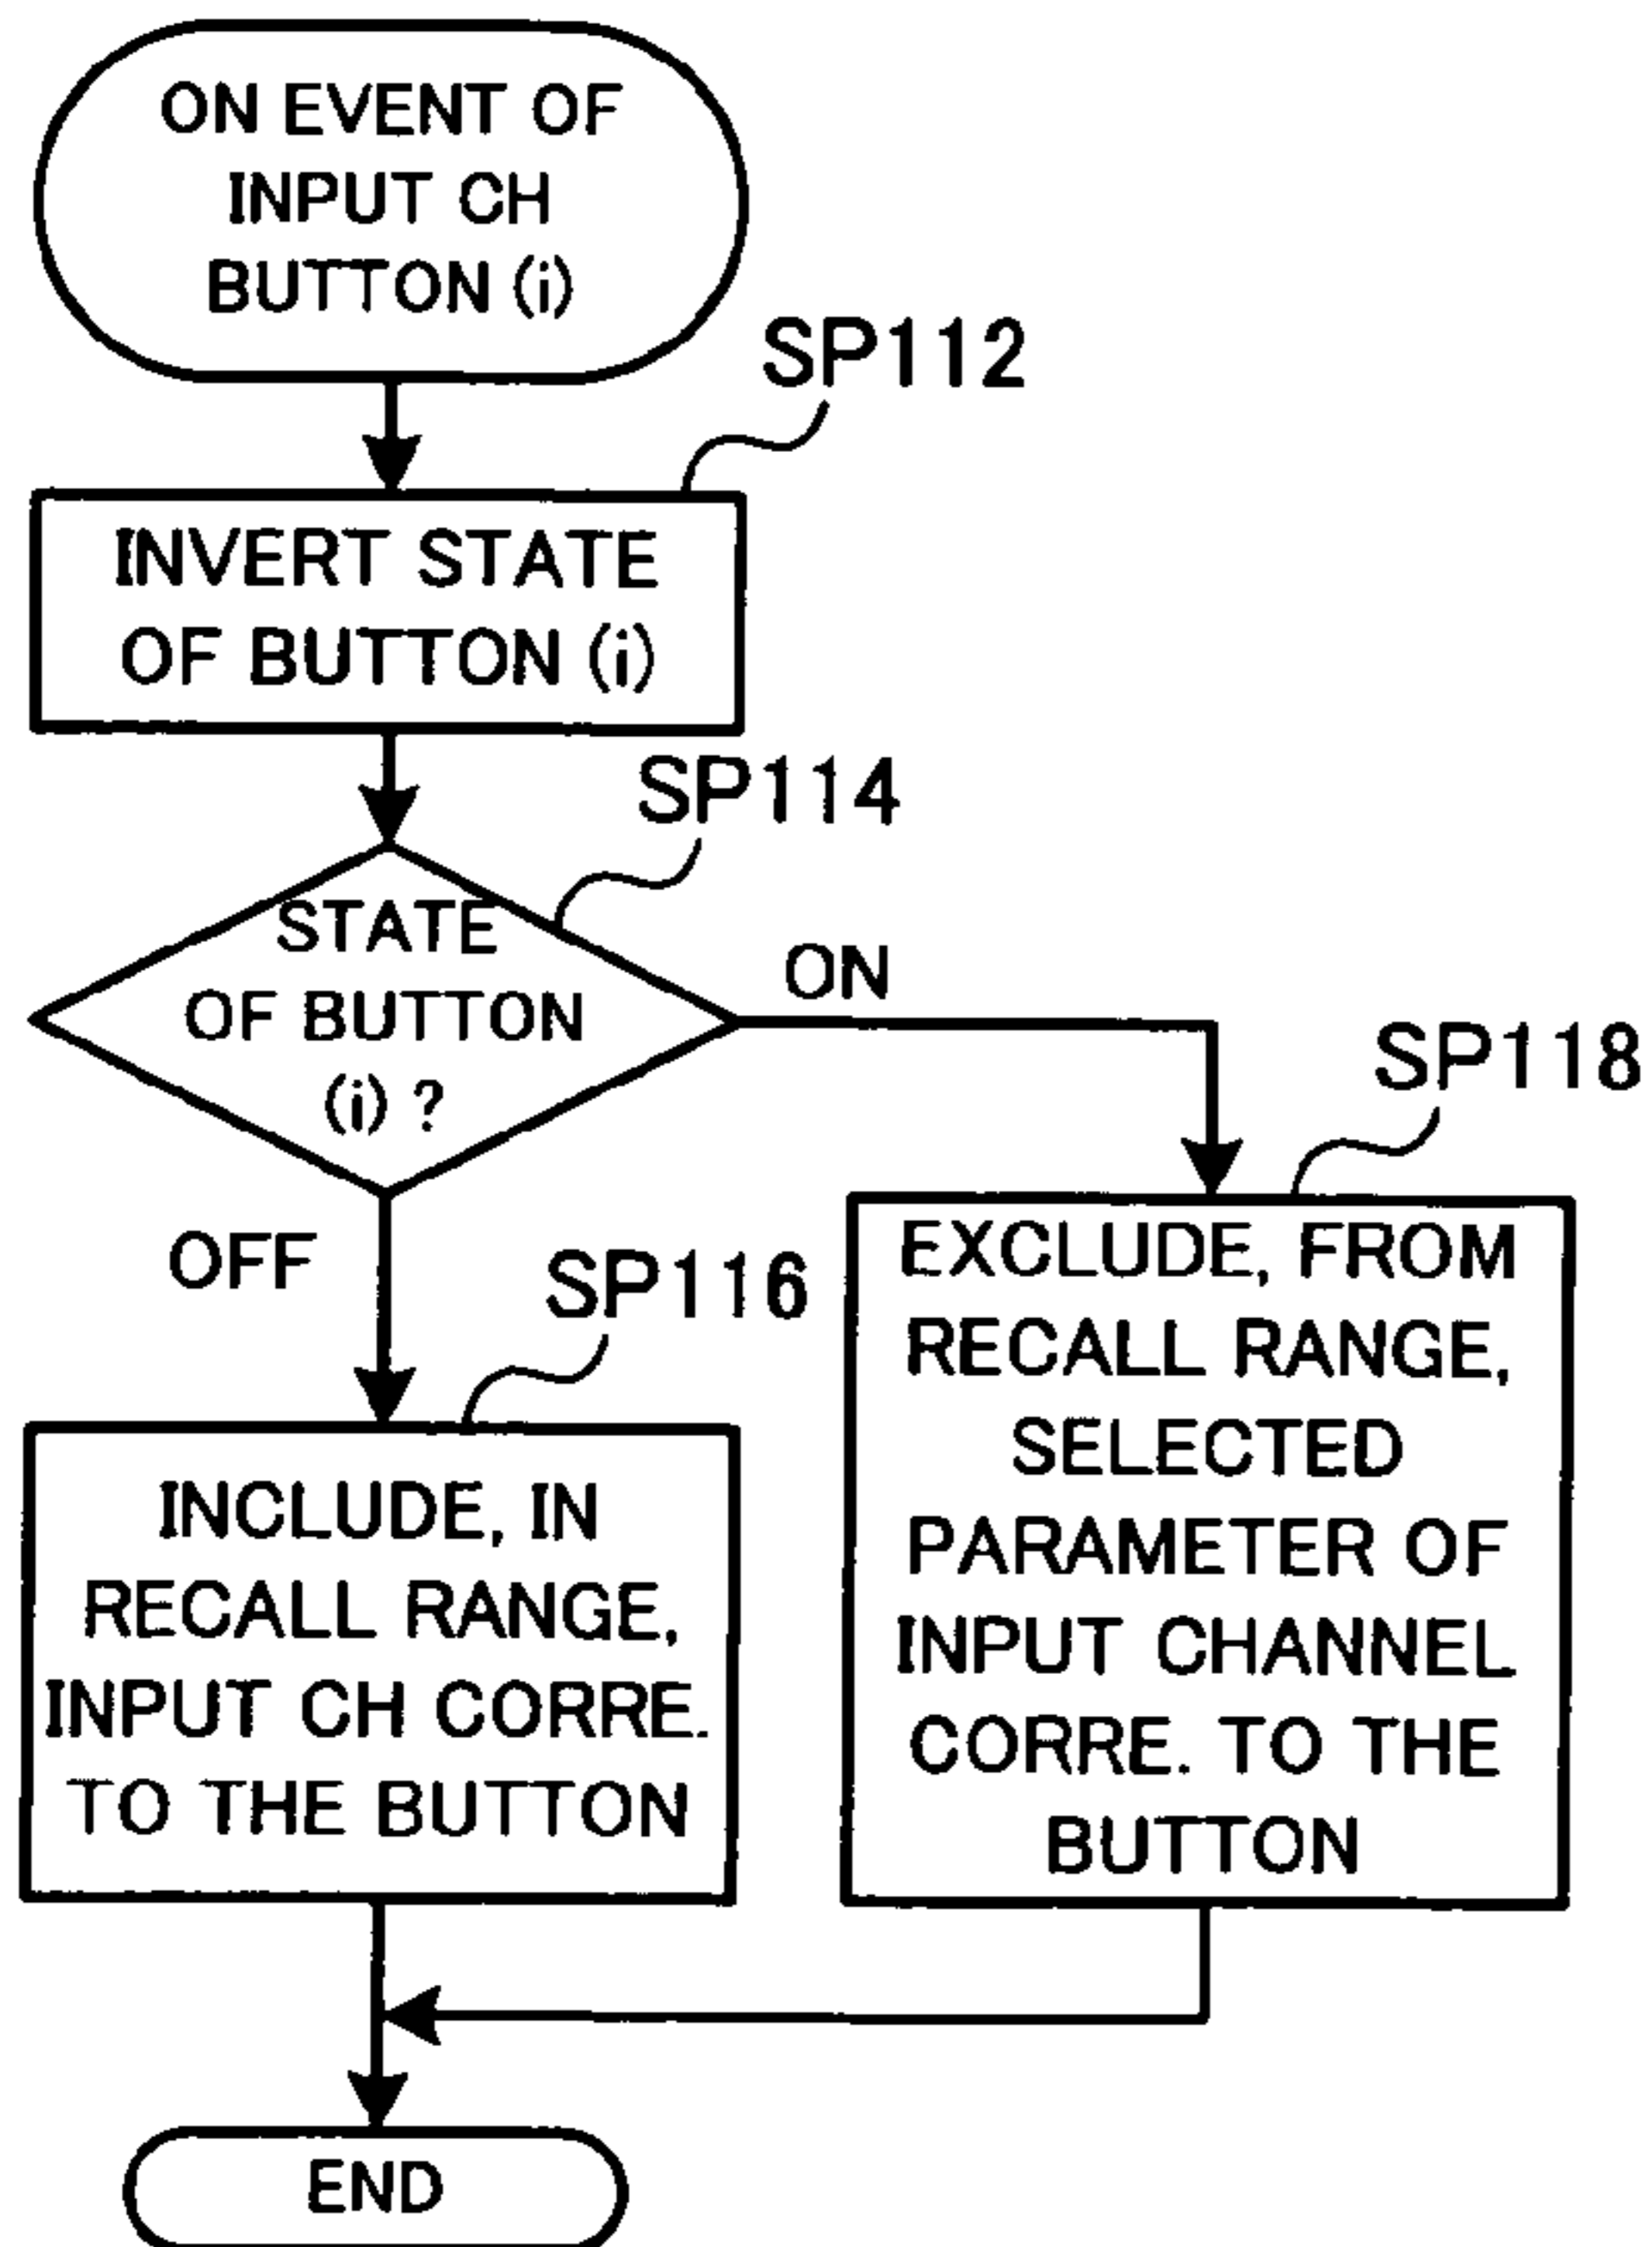 ON EVENT OF
INPUT CH
BUTTON (i)
SP112
INVERT STATE
OF BUTTON (i)
SP114
STATE
OF BUTTON
(i) ?
ON
SP118
OFF
SP116
EXCLUDE, FROM
RECALL RANGE,
SELECTED
PARAMETER OF
INPUT CHANNEL
CORRE. TO THE
BUTTON
INCLUDE, IN
RECALL RANGE,
INPUT CH CORRE.
TO THE BUTTON
END